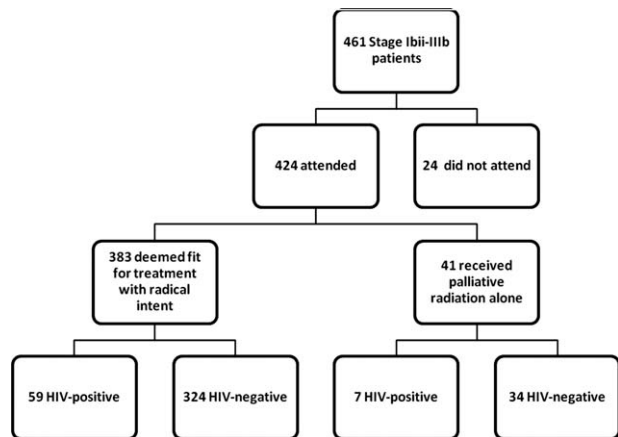 461 Stage Ibii-IIIb
patients
424 attended
24 did not attend
383 deemed fit
for treatment
with radical
intent
41 received
palliative
radiation alone
59 HIV-positive
324 HIV-negative
7 HIV-positive
34 HIV-negative